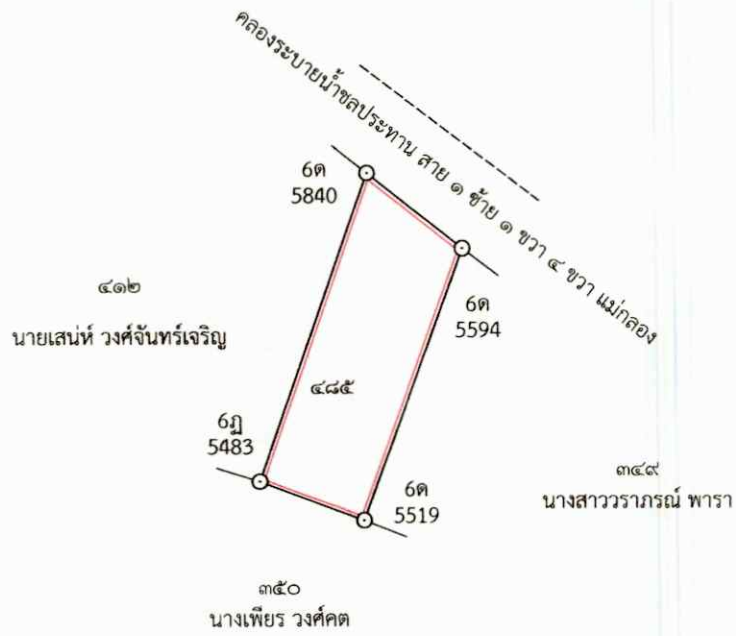 คลองระบายน้ำชลประทาน สาย ๑ ซ้าย ๑ ขวา ๔ ขวา แม่กลอง
6ด
5840
6ด
5594
๔๑๒
นายเสน่ห์ วงศ์จันทร์เจริญ
๔๘๕
6ฏ
5483
6ด
5519
๓๔๙
นางสาววราภรณ์ พารา
๓๕๐
นางเพียร วงศ์คต